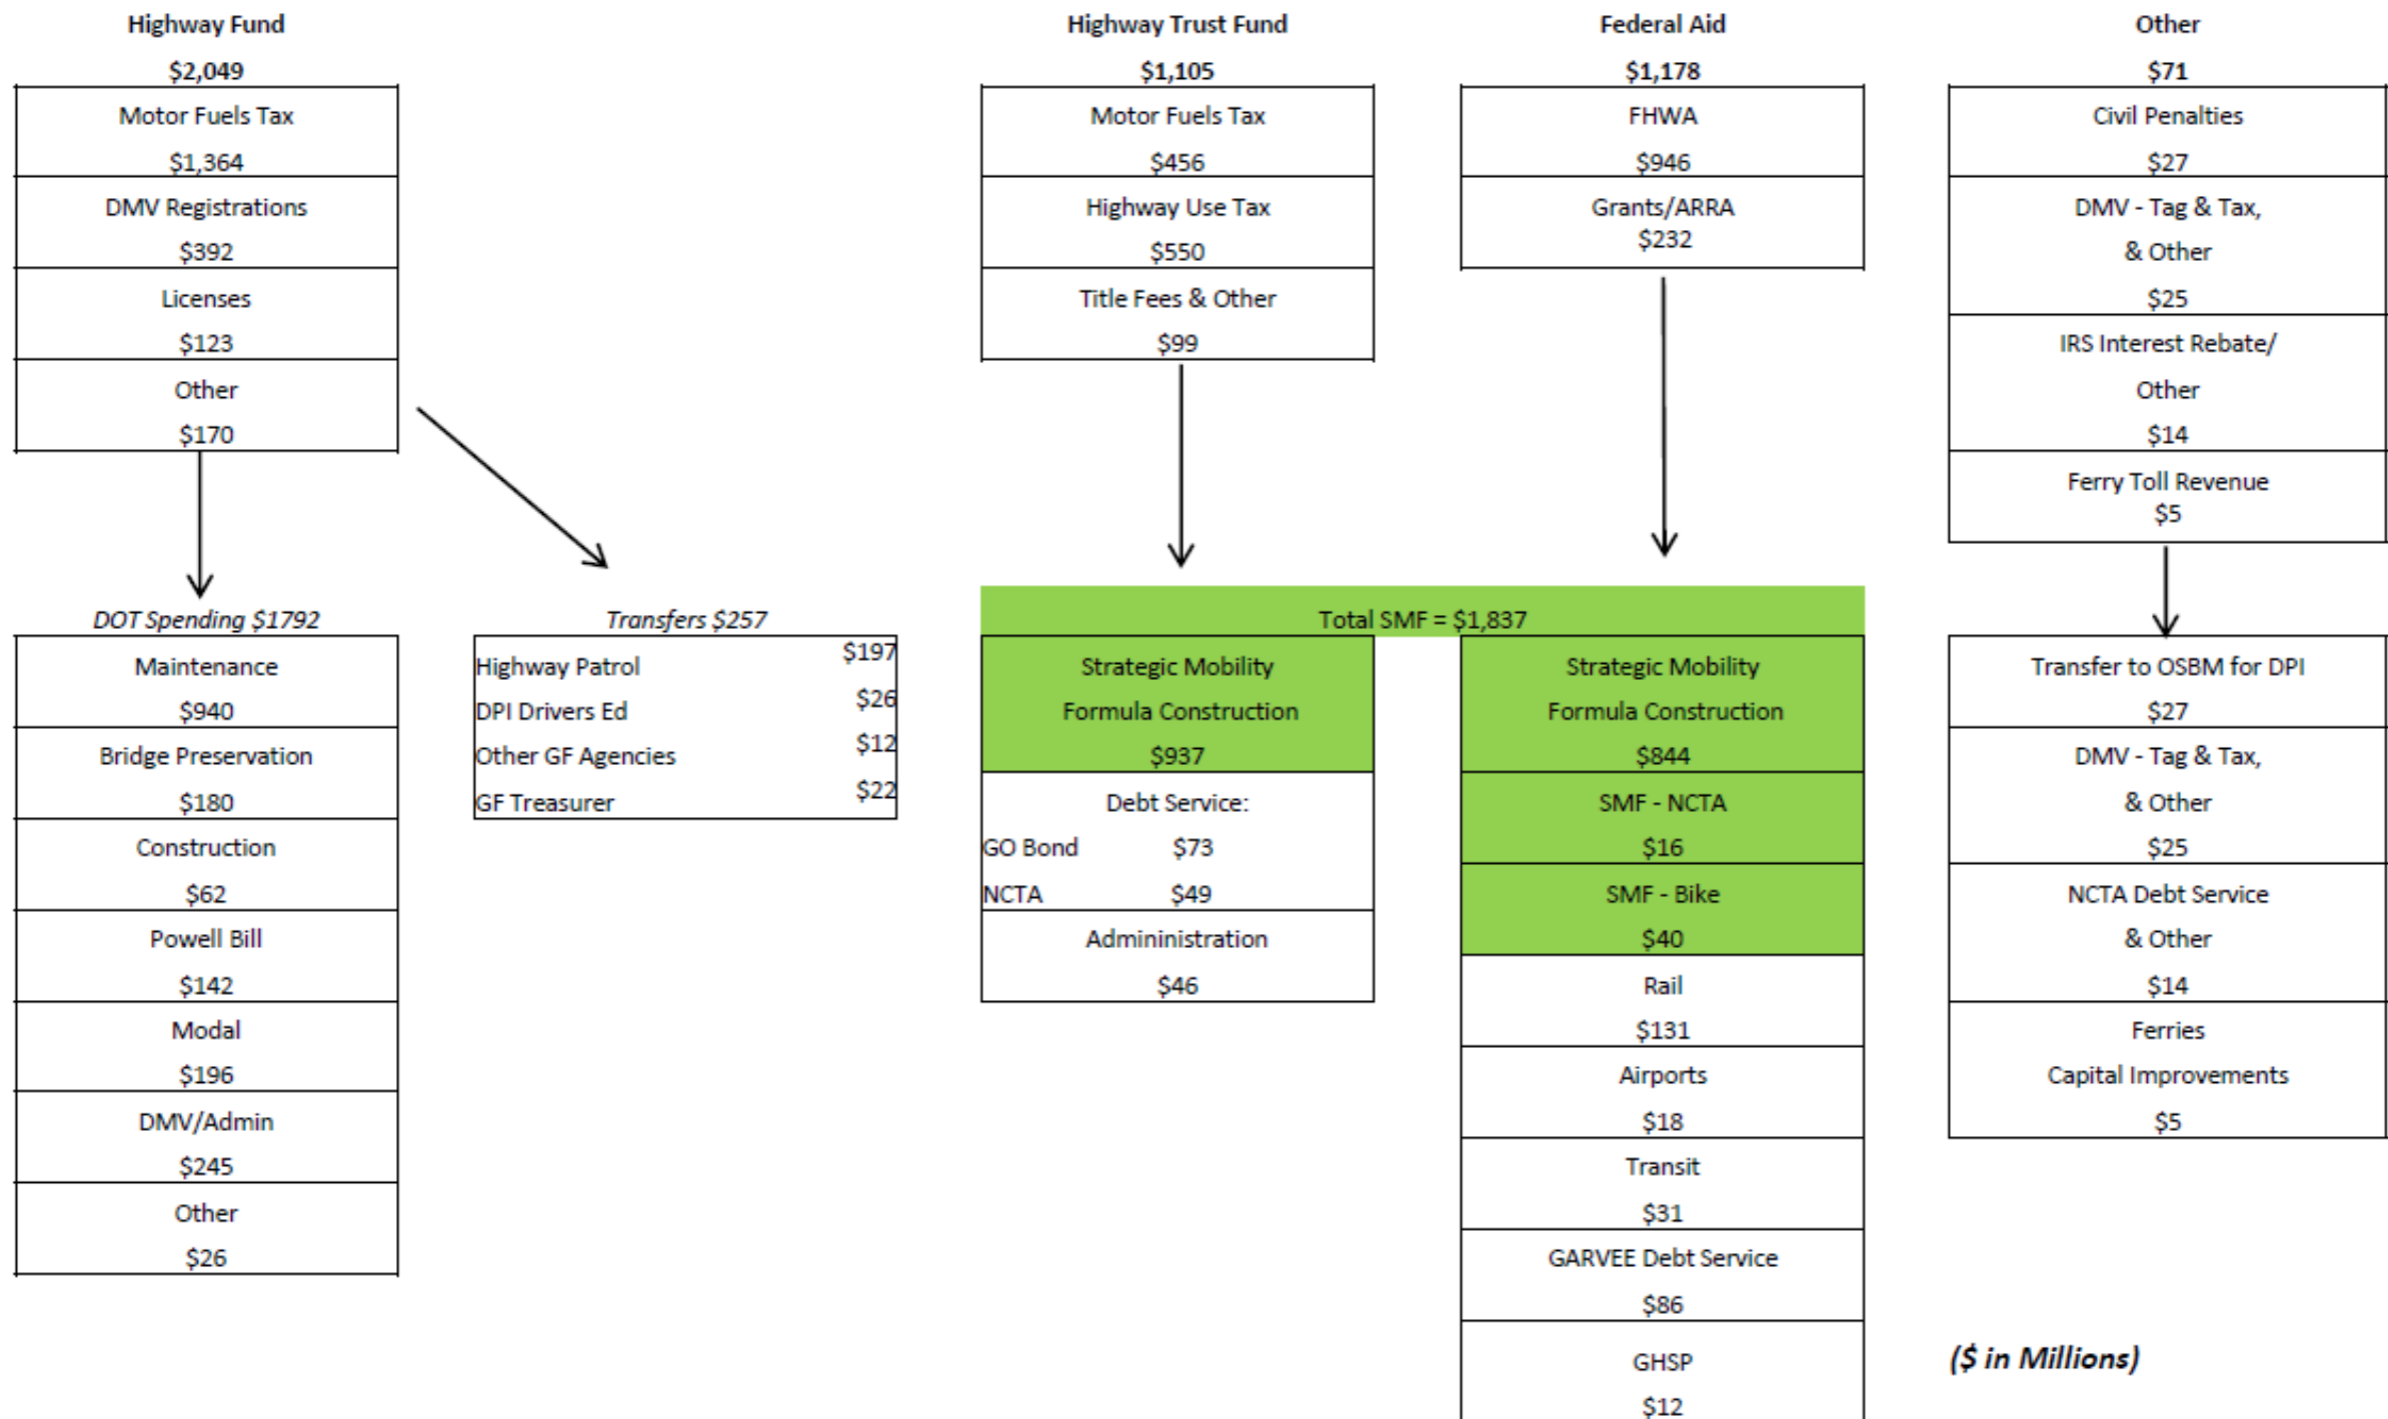 Highway Fund
$2,049
Motor Fuels Tax
$1,364
DMV Registrations
$392
Licenses
$123
Other
$170
DOT Spending $1792
Maintenance
$940
Bridge Preservation
$180
Construction
$62
Powell Bill
$142
Modal
$196
DMV/Admin
$245
Other
$26
Transfers $257
Highway Patrol $197
DPI Drivers Ed $26
Other GF Agencies $12
GF Treasurer $22
Highway Trust Fund
$1,105
Motor Fuels Tax
$456
Highway Use Tax
$550
Title Fees & Other
$99
Federal Aid
$1,178
FHWA
$946
Grants/ARRA
$232
Total SMF = $1,837
Strategic Mobility
Formula Construction
$937
Debt Service:
GO Bond $73
NCTA $49
Admininistration
$46
Strategic Mobility
Formula Construction
$844
SMF - NCTA
$16
SMF - Bike
$40
Rail
$131
Airports
$18
Transit
$31
GARVEE Debt Service
$86
GHSP
$12
Other
$71
Civil Penalties
$27
DMV - Tag & Tax,
& Other
$25
IRS Interest Rebate/
Other
$14
Ferry Toll Revenue
$5
Transfer to OSBM for DPI
$27
DMV - Tag & Tax,
& Other
$25
NCTA Debt Service
& Other
$14
Ferries
Capital Improvements
$5
($ in Millions)